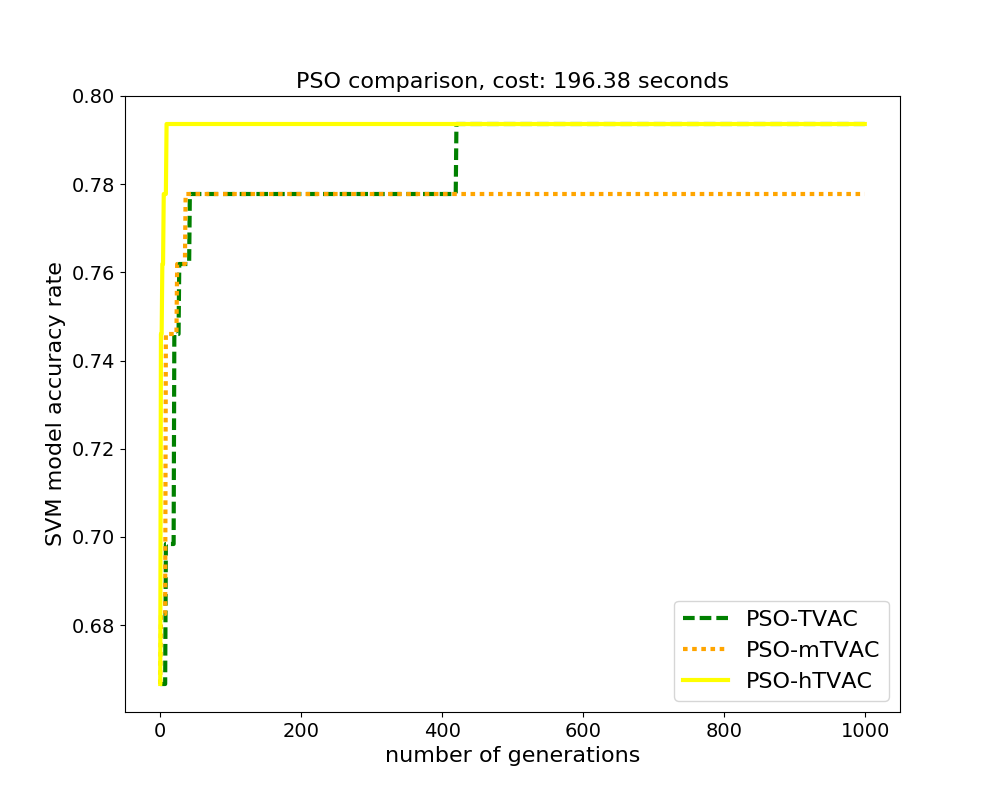 PSO comparison, cost: 196.38 seconds
0.80
0.78
0.76
0.74
0.72
0.70
0.68
SVM model accuracy rate
PSO-TVAC
PSO-mTVAC
PSO-hTVAC
0 200 400 600 800 1000
number of generations